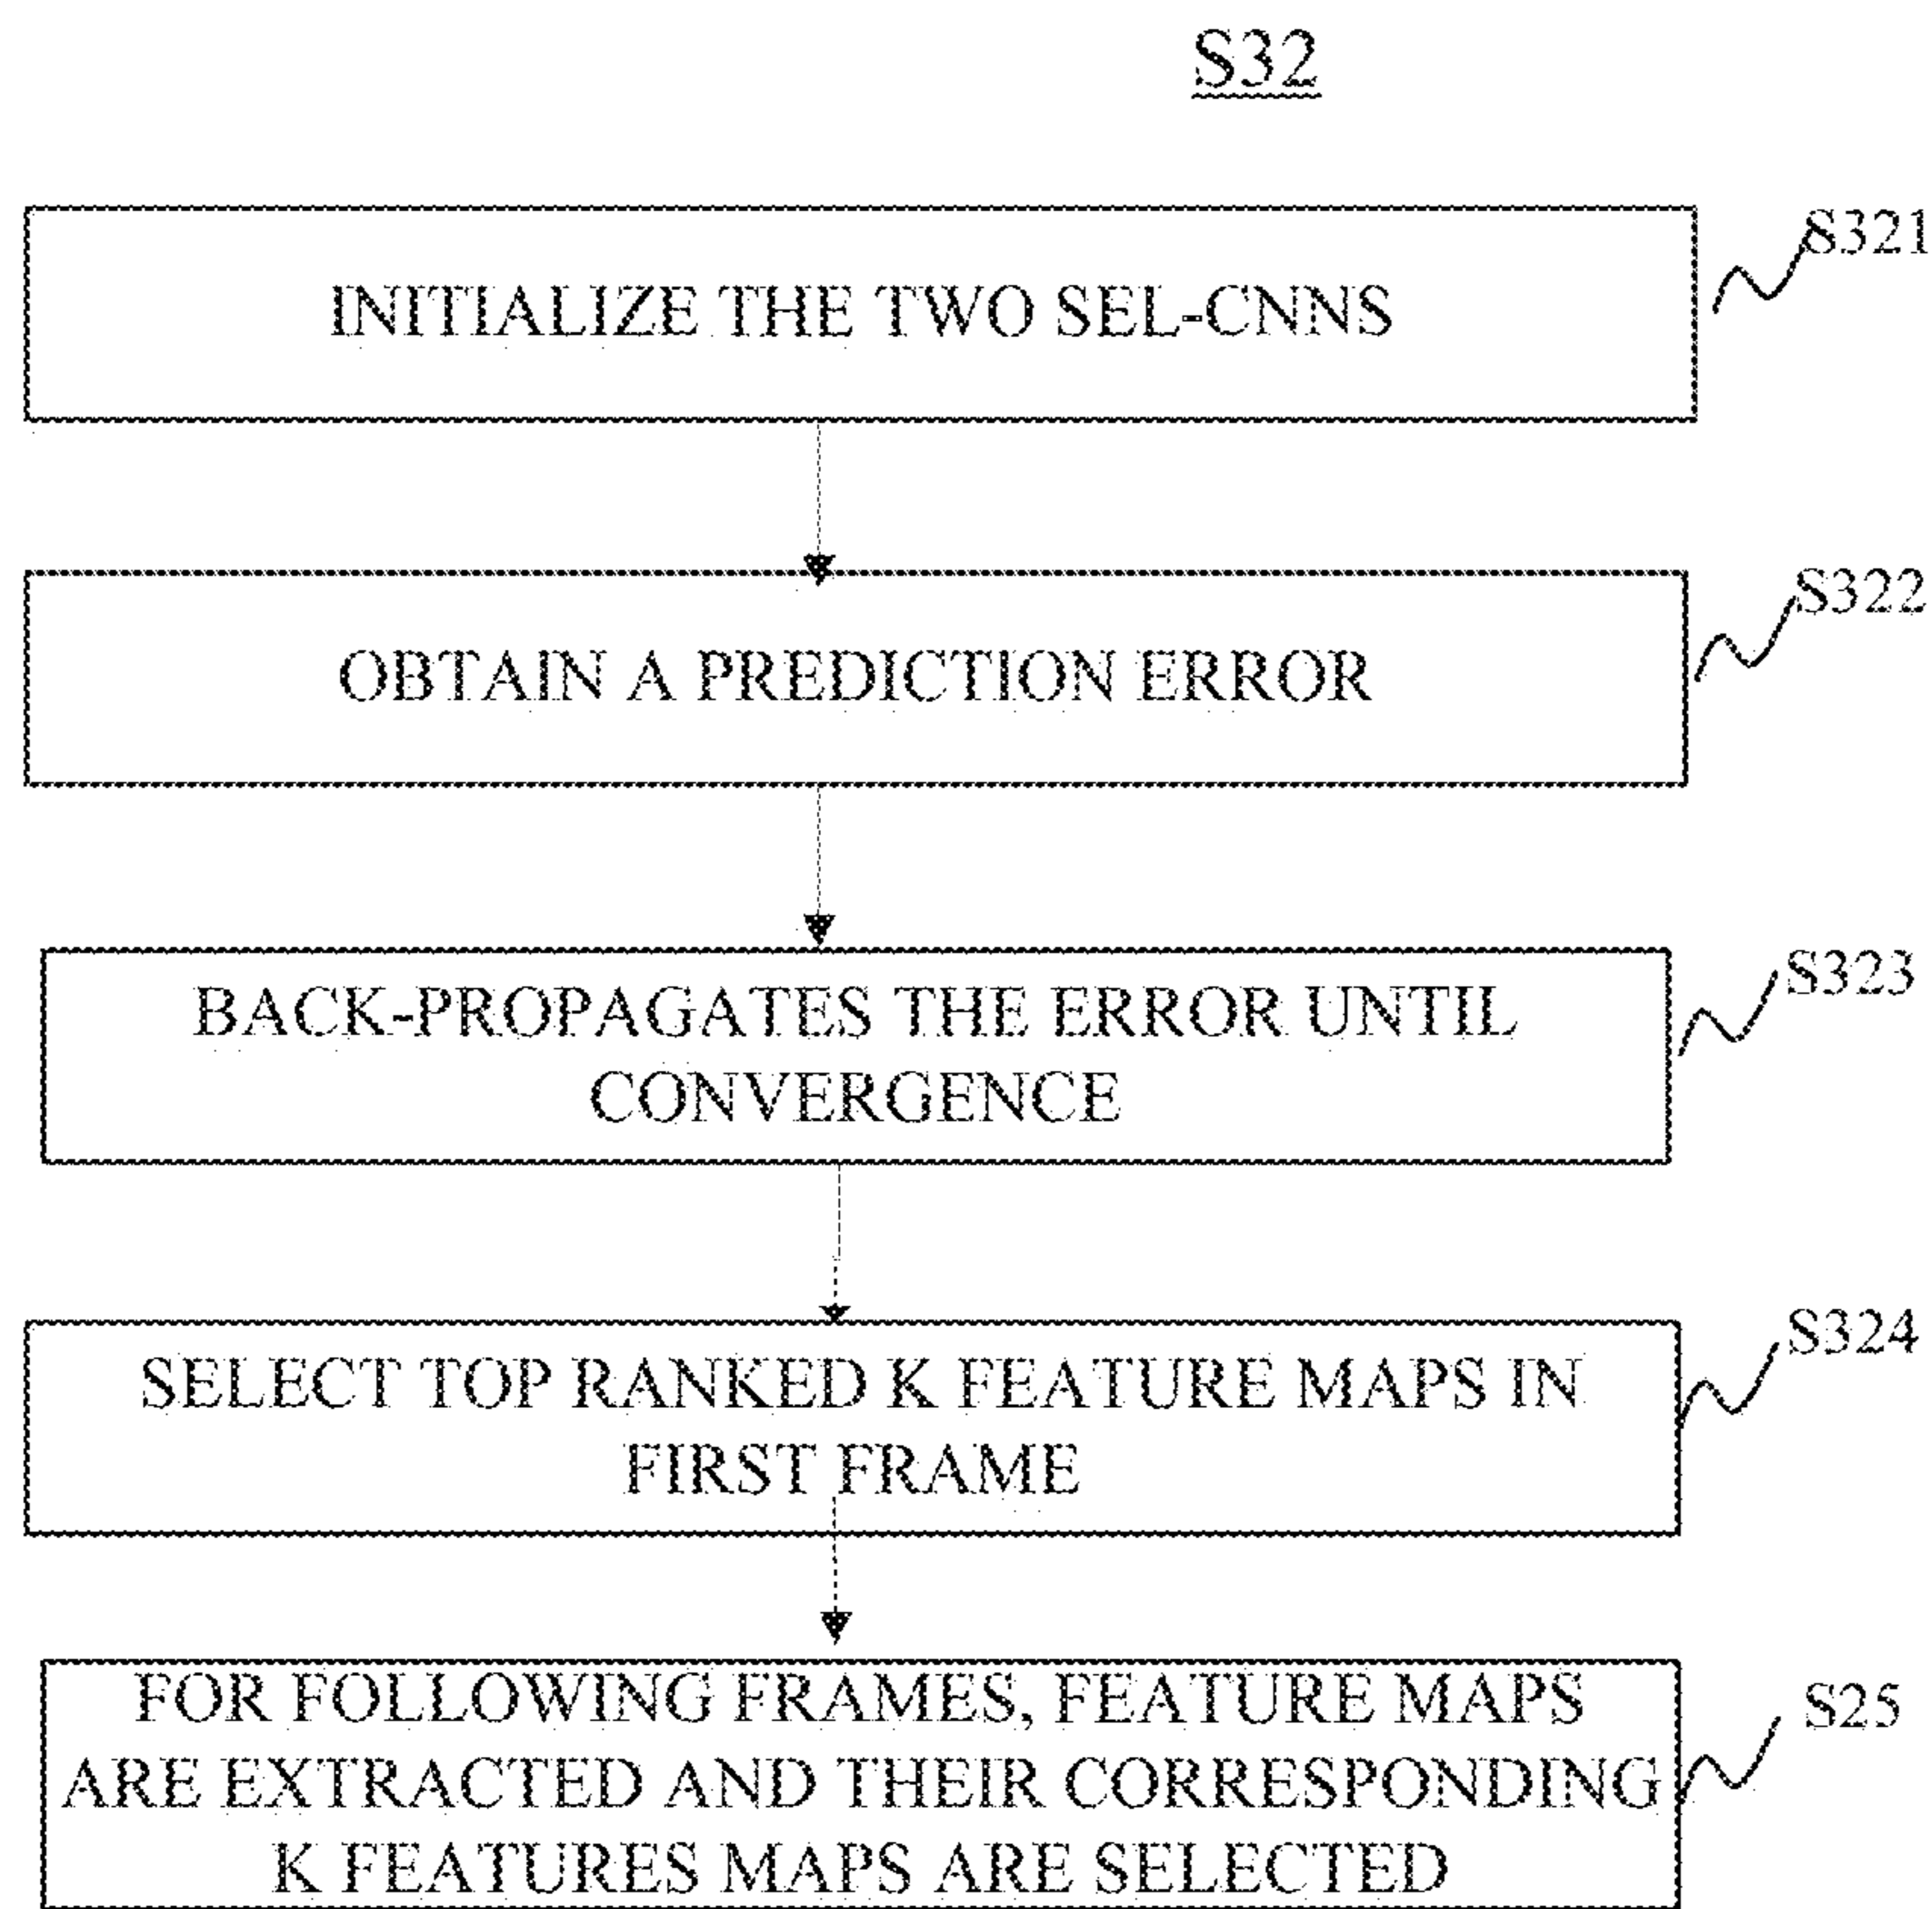 S32
INITIALIZE THE TWO SEL-CNNS
S321
OBTAIN A PREDICTION ERROR
S322
BACK-PROPAGATES THE ERROR UNTIL
CONVERGENCE
S323
SELECT TOP RANKED K FEATURE MAPS IN
FIRST FRAME
S324
FOR FOLLOWING FRAMES, FEATURE MAPS
ARE EXTRACTED AND THEIR CORRESPONDING
K FEATURES MAPS ARE SELECTED
S25